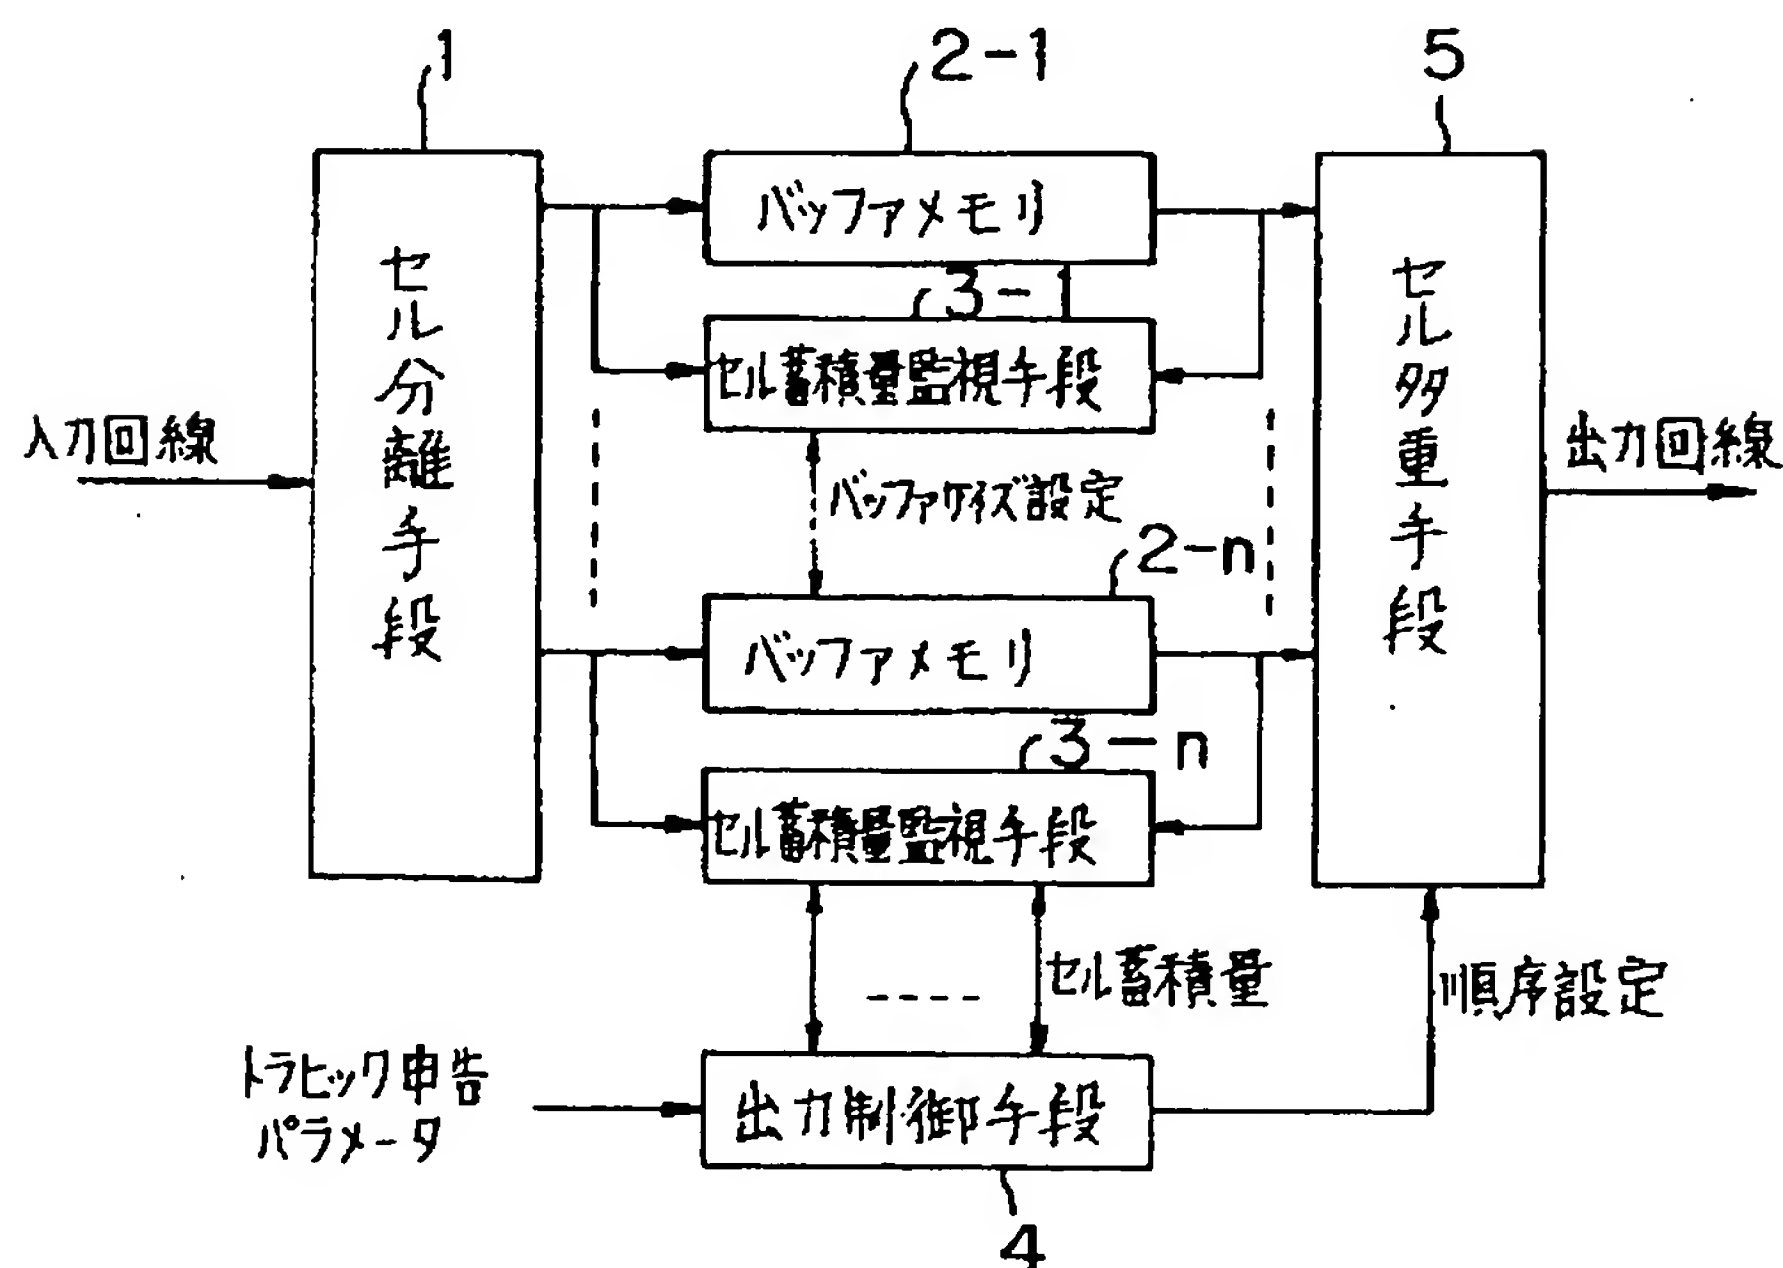 1
2-1
5
バッファメモリ
3-1
セル蓄積量監視手段
セル分離手段
セル多重手段
入力回線
出力回線
バッファサイズ設定
2-n
バッファメモリ
3-n
セル蓄積量監視手段
セル蓄積量
順序設定
トラヒック申告
パラメータ
出力制御手段
4